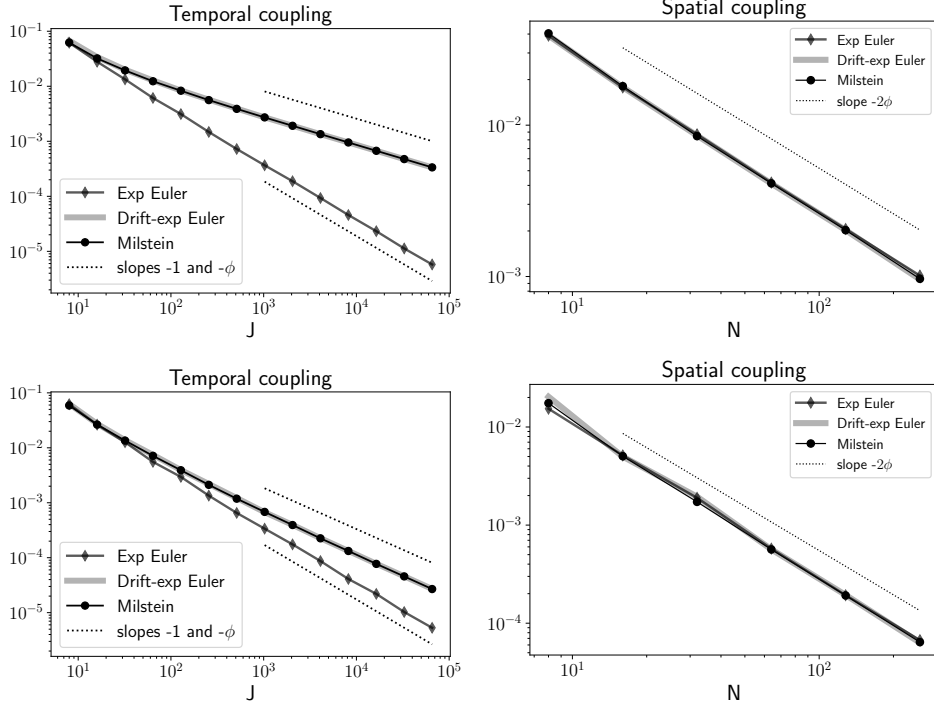 Temporal coupling
10^{-1}
10^{-2}
10^{-3}
10^{-4}
10^{-5}
Exp Euler
Drift-exp Euler
Milstein
slopes -1 and -ϕ
10^1
10^2
10^3
10^4
10^5
J
Spatial coupling
10^{-2}
10^{-3}
Exp Euler
Drift-exp Euler
Milstein
slope -2ϕ
10^1
10^2
N
Temporal coupling
10^{-1}
10^{-2}
10^{-3}
10^{-4}
10^{-5}
Exp Euler
Drift-exp Euler
Milstein
slopes -1 and -ϕ
10^1
10^2
10^3
10^4
10^5
J
Spatial coupling
10^{-2}
10^{-3}
10^{-4}
Exp Euler
Drift-exp Euler
Milstein
slope -2ϕ
10^1
10^2
N